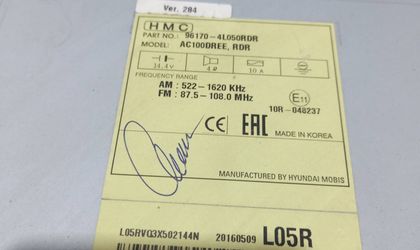 Ver. 284
HMC
PART NO.: 96170-4L050RDR
MODEL: AC100DREE, RDR
14.4V 4Ω 10 A
FREQUENCY RANGE
AM : 522 - 1620 KHz
FM : 87.5 - 108.0 MHz
E11
10R-048237
CE EAC MADE IN KOREA
MANUFACTURED BY HYUNDAI MOBIS
L05RVQ3X502144N 20160509 L05R